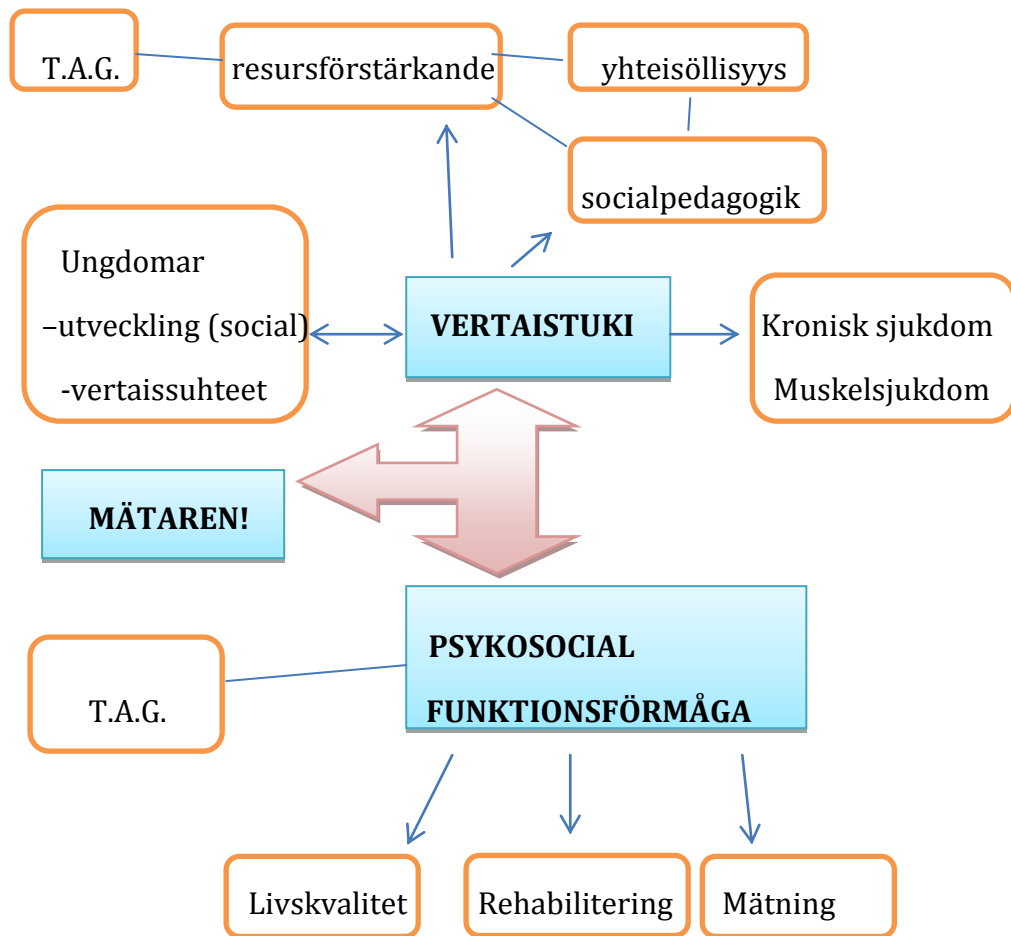 T.A.G.
resursförstärkande
yhteisöllisyys
socialpedagogik
Ungdomar
–utveckling (social)
-vertaissuhteet
VERTAISTUKI
Kronisk sjukdom
Muskelsjukdom
MÄTAREN!
PSYKOSOCIAL
FUNKTIONSFÖRMÅGA
T.A.G.
Livskvalitet
Rehabilitering
Mätning